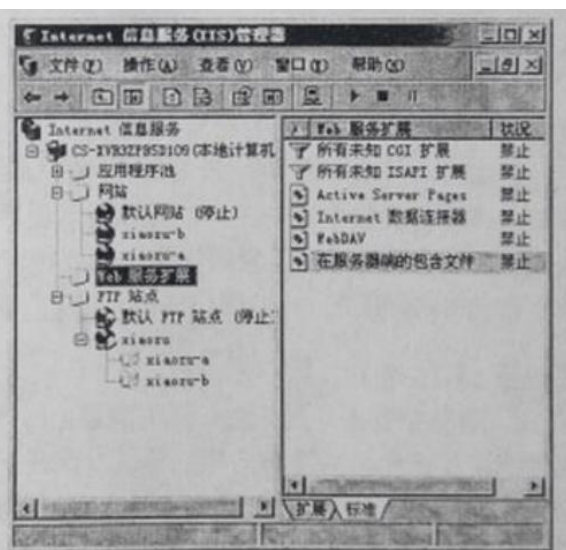 Internet 信息服务(IIS)管理器
文件(F) 操作(A) 查看(V) 窗口(O) 帮助(H)
Internet 信息服务
CS-XVR3ZFBSD1O9(本地计算机
应用程序池
网站
默认网站 (停止)
xiaoru-b
xiaoru-a
Web 服务扩展
FTP 站点
默认 FTP 站点 (停止:
xiaoru
xiaoru-a
xiaoru-b
Web 服务扩展 状况
所有未知 CGI 扩展 禁止
所有未知 ISAPI 扩展 禁止
Active Server Pages 禁止
Internet 数据连接器 禁止
WebDAV 禁止
在服务器端的包含文件 禁止
扩展 标准